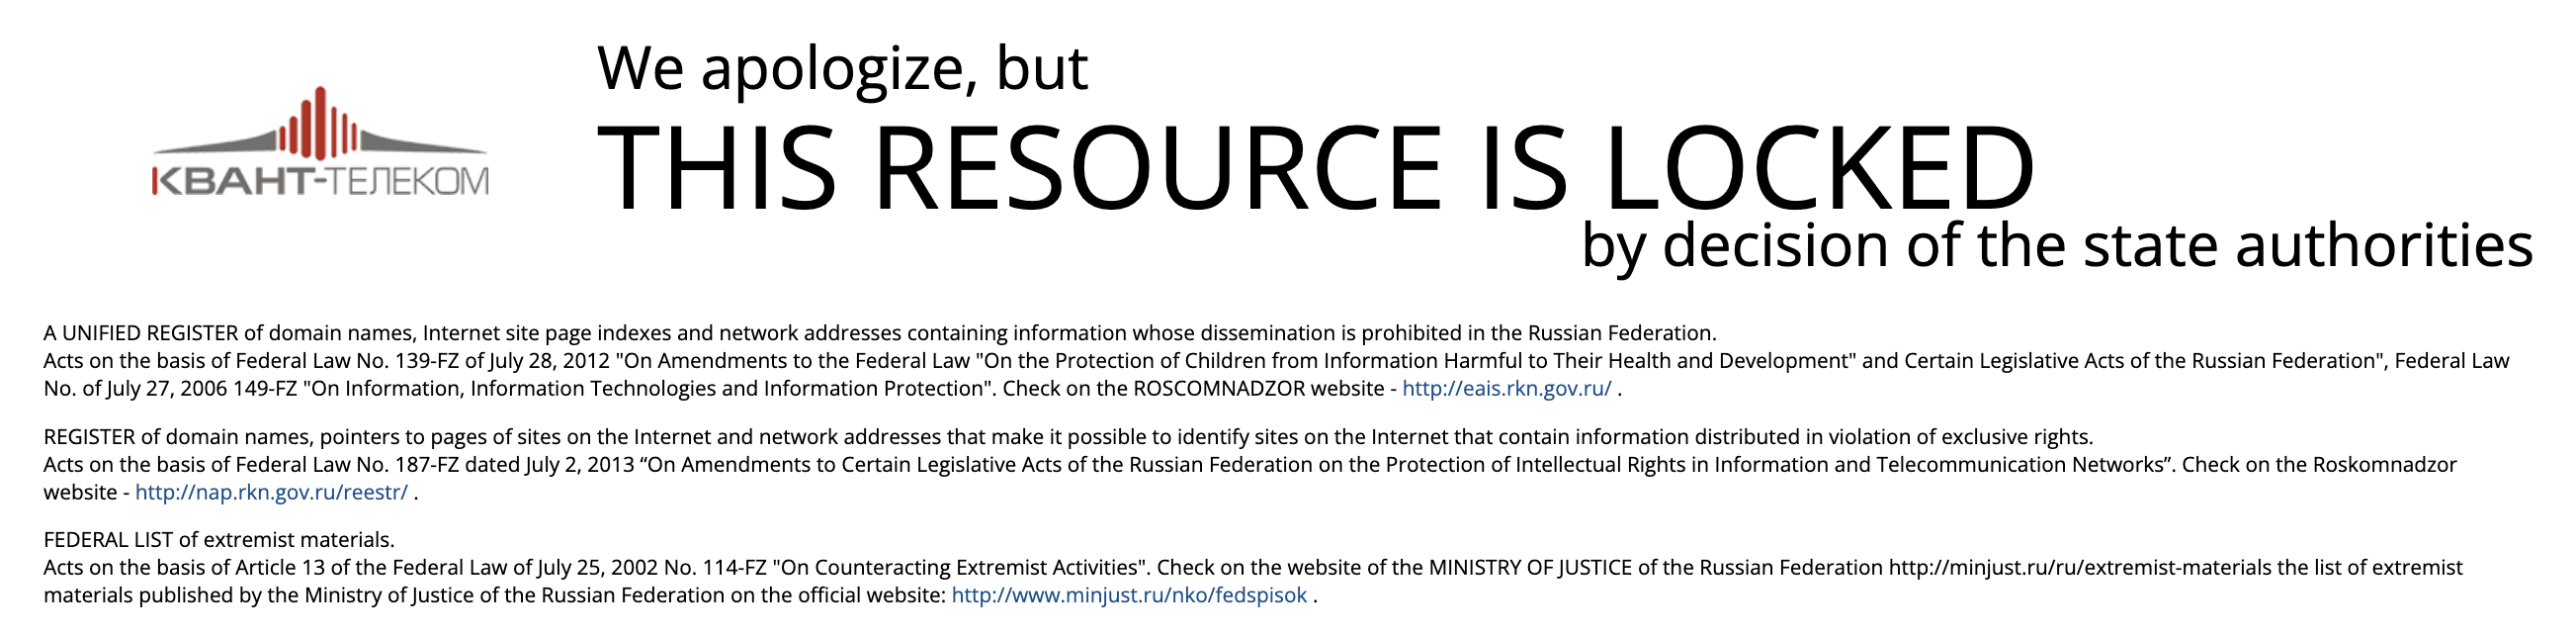 We apologize, but
КВАНТ-ТЕЛЕКОМ
THIS RESOURCE IS LOCKED
by decision of the state authorities
A UNIFIED REGISTER of domain names, Internet site page indexes and network addresses containing information whose dissemination is prohibited in the Russian Federation.
Acts on the basis of Federal Law No. 139-FZ of July 28, 2012 "On Amendments to the Federal Law "On the Protection of Children from Information Harmful to Their Health and Development" and Certain Legislative Acts of the Russian Federation", Federal Law
No. of July 27, 2006 149-FZ "On Information, Information Technologies and Information Protection". Check on the ROSCOMNADZOR website - http://eais.rkn.gov.ru/ .
REGISTER of domain names, pointers to pages of sites on the Internet and network addresses that make it possible to identify sites on the Internet that contain information distributed in violation of exclusive rights.
Acts on the basis of Federal Law No. 187-FZ dated July 2, 2013 “On Amendments to Certain Legislative Acts of the Russian Federation on the Protection of Intellectual Rights in Information and Telecommunication Networks”. Check on the Roskomnadzor
website - http://nap.rkn.gov.ru/reestr/ .
FEDERAL LIST of extremist materials.
Acts on the basis of Article 13 of the Federal Law of July 25, 2002 No. 114-FZ "On Counteracting Extremist Activities". Check on the website of the MINISTRY OF JUSTICE of the Russian Federation http://minjust.ru/ru/extremist-materials the list of extremist
materials published by the Ministry of Justice of the Russian Federation on the official website: http://www.minjust.ru/nko/fedspisok .